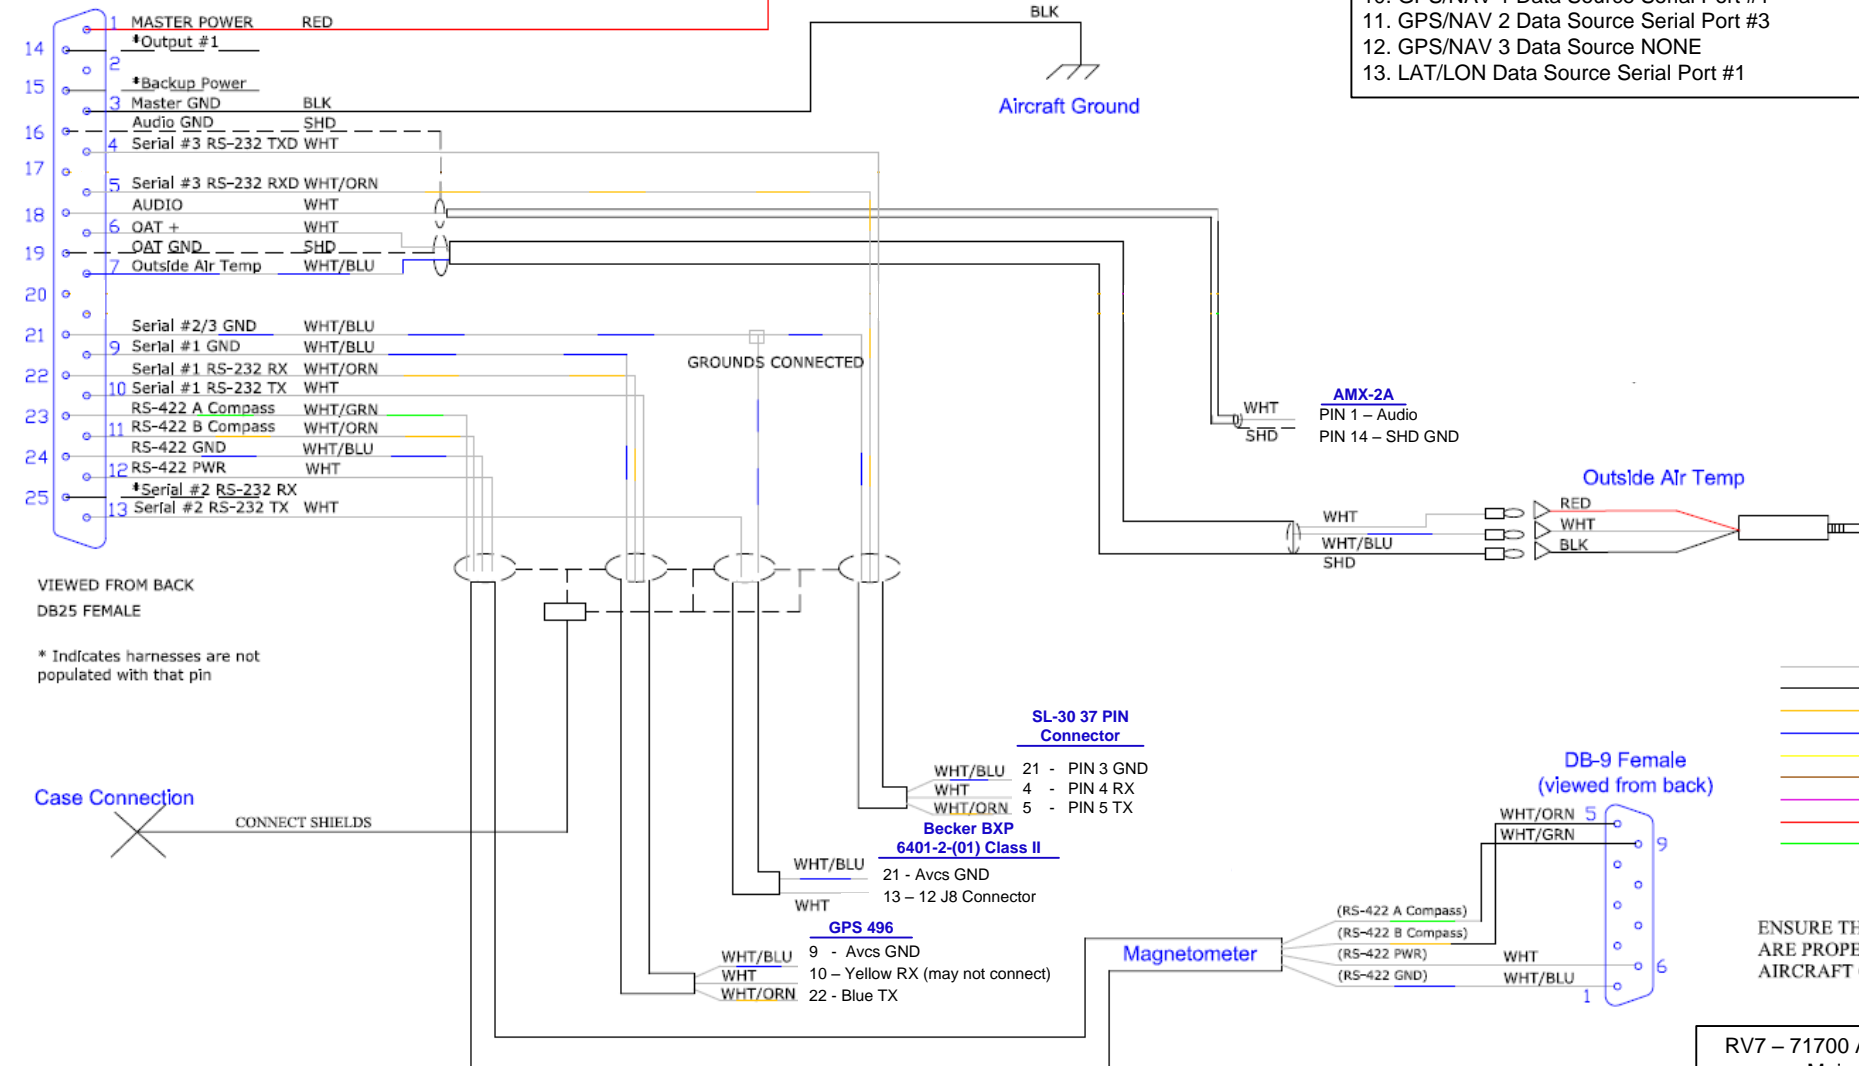 1 MASTER POWER RED
*Output #1
14
2
*Backup Power
15
3 Master GND BLK
Audio GND SHD
16
4 Serial #3 RS-232 TXD WHT
17
5 Serial #3 RS-232 RXD WHT/ORN
AUDIO WHT
18
6 OAT + WHT
OAT GND SHD
19
7 Outside Air Temp WHT/BLU
20
Serial #2/3 GND WHT/BLU
21
9 Serial #1 GND WHT/BLU
Serial #1 RS-232 RX WHT/ORN
22
10 Serial #1 RS-232 TX WHT
RS-422 A Compass WHT/GRN
23
11 RS-422 B Compass WHT/ORN
RS-422 GND WHT/BLU
24
12 RS-422 PWR WHT
*Serial #2 RS-232 RX
25
13 Serial #2 RS-232 TX WHT
VIEWED FROM BACK
DB25 FEMALE
* Indicates harnesses are not
populated with that pin
BLK
Aircraft Ground
10. GPS/NAV 1 Data Source Serial Port #4
11. GPS/NAV 2 Data Source Serial Port #3
12. GPS/NAV 3 Data Source NONE
13. LAT/LON Data Source Serial Port #1
GROUNDS CONNECTED
AMX-2A
WHT PIN 1 – Audio
SHD PIN 14 – SHD GND
Outside Air Temp
WHT
WHT/BLU
SHD
RED
WHT
BLK
Case Connection
CONNECT SHIELDS
SL-30 37 PIN
Connector
WHT/BLU 21 - PIN 3 GND
WHT 4 - PIN 4 RX
WHT/ORN 5 - PIN 5 TX
Becker BXP
6401-2-(01) Class II
WHT/BLU 21 - Avcs GND
WHT 13 – 12 J8 Connector
GPS 496
WHT/BLU 9 - Avcs GND
WHT 10 – Yellow RX (may not connect)
WHT/ORN 22 - Blue TX
DB-9 Female
(viewed from back)
WHT/ORN 5
WHT/GRN
9
Magnetometer
(RS-422 A Compass)
(RS-422 B Compass)
(RS-422 PWR) WHT
6
(RS-422 GND) WHT/BLU
1
ENSURE TH
ARE PROPE
AIRCRAFT
RV7 – 71700